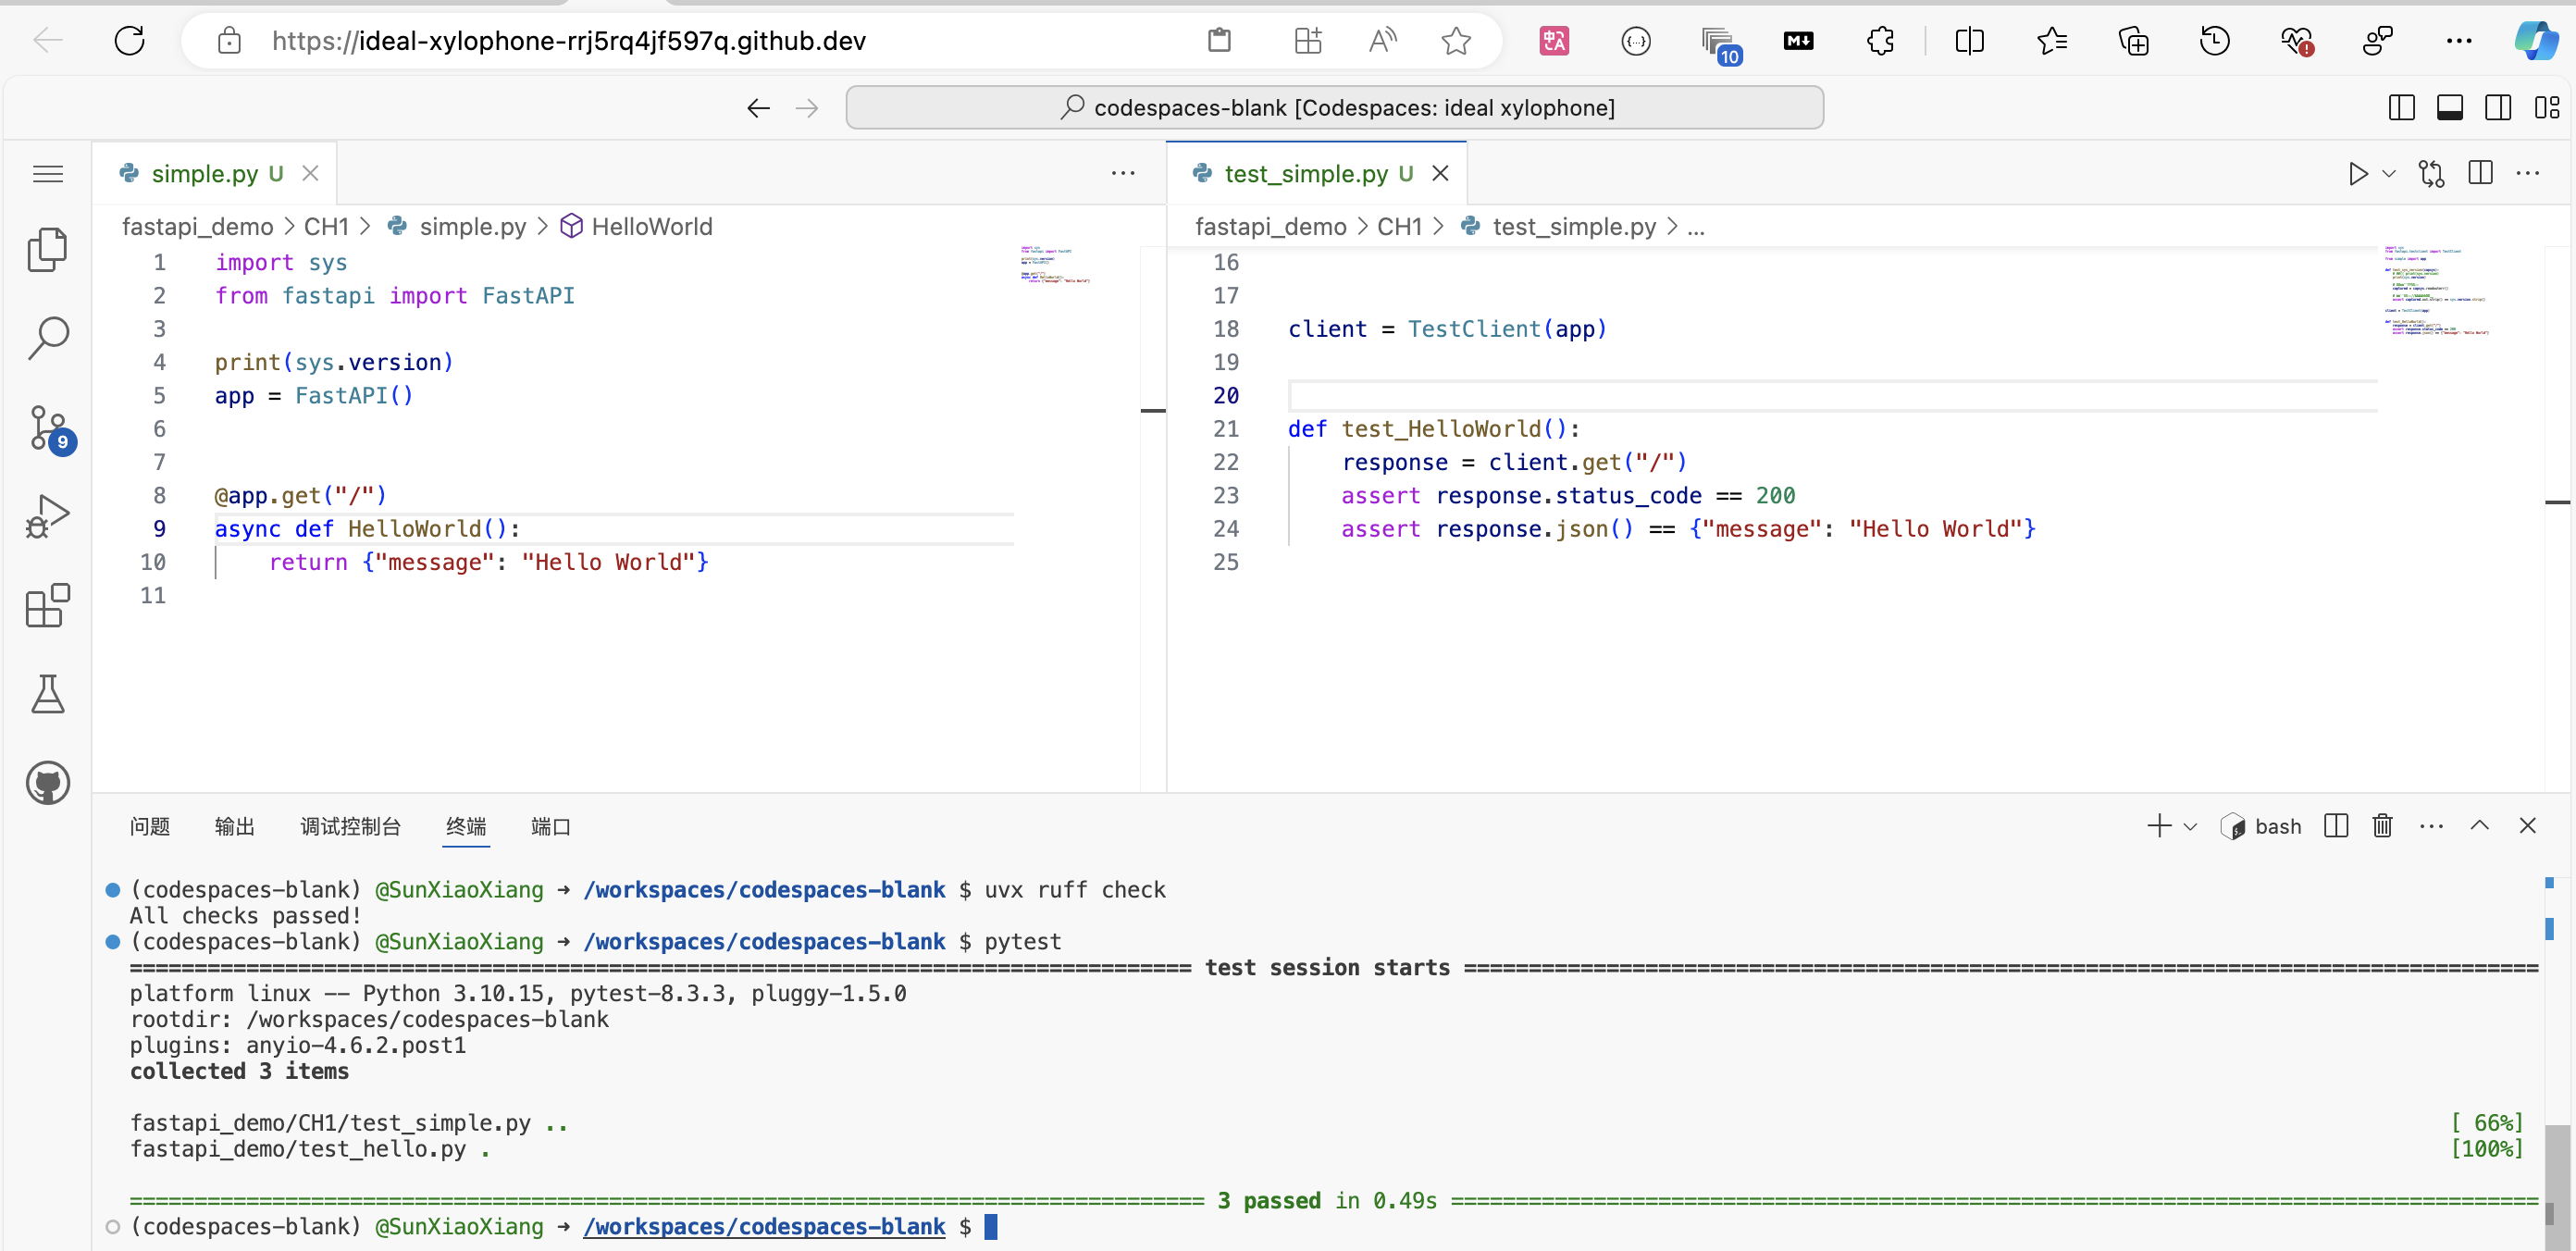 https://ideal-xylophone-rrj5rq4jf597q.github.dev
10
M↓
codespaces-blank [Codespaces: ideal xylophone]
simple.py U
fastapi_demo > CH1 > simple.py > HelloWorld
1 import sys
2 from fastapi import FastAPI
3
4 print(sys.version)
5 app = FastAPI()
6
7
8 @app.get("/")
9 async def HelloWorld():
10     return {"message": "Hello World"}
11
test_simple.py U
fastapi_demo > CH1 > test_simple.py > ...
16
17
18 client = TestClient(app)
19
20
21 def test_HelloWorld():
22     response = client.get("/")
23     assert response.status_code == 200
24     assert response.json() == {"message": "Hello World"}
25
9
问题 输出 调试控制台 终端 端口
bash
(codespaces-blank) @SunXiaoXiang ➜ /workspaces/codespaces-blank $ uvx ruff check
All checks passed!
(codespaces-blank) @SunXiaoXiang ➜ /workspaces/codespaces-blank $ pytest
=== test session starts ===
platform linux -- Python 3.10.15, pytest-8.3.3, pluggy-1.5.0
rootdir: /workspaces/codespaces-blank
plugins: anyio-4.6.2.post1
collected 3 items
fastapi_demo/CH1/test_simple.py .. [ 66%]
fastapi_demo/test_hello.py . [100%]
=== 3 passed in 0.49s ===
(codespaces-blank) @SunXiaoXiang ➜ /workspaces/codespaces-blank $